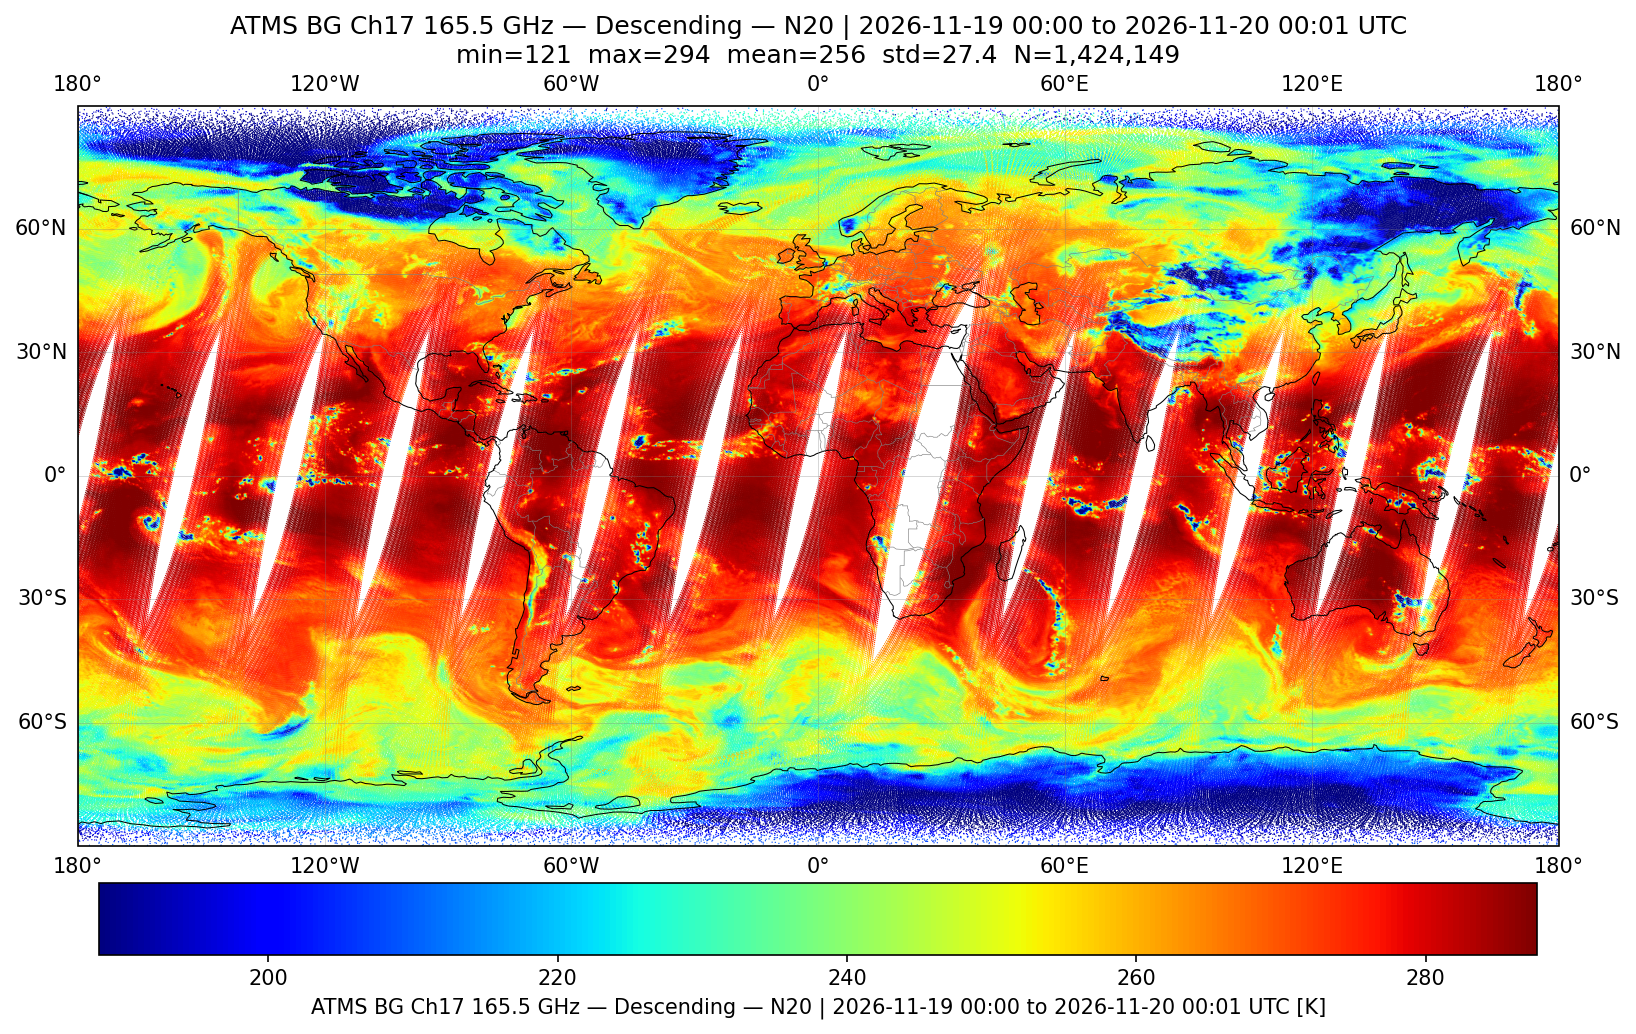 ATMS BG Ch17 165.5 GHz — Descending — N20 | 2026-11-19 00:00 to 2026-11-20 00:01 UTC
min=121 max=294 mean=256 std=27.4 N=1,424,149
180° 120°W 60°W 0° 60°E 120°E 180°
60°N 60°N
30°N 30°N
0° 0°
30°S 30°S
60°S 60°S
180° 120°W 60°W 0° 60°E 120°E 180°
200 220 240 260 280
ATMS BG Ch17 165.5 GHz — Descending — N20 | 2026-11-19 00:00 to 2026-11-20 00:01 UTC [K]